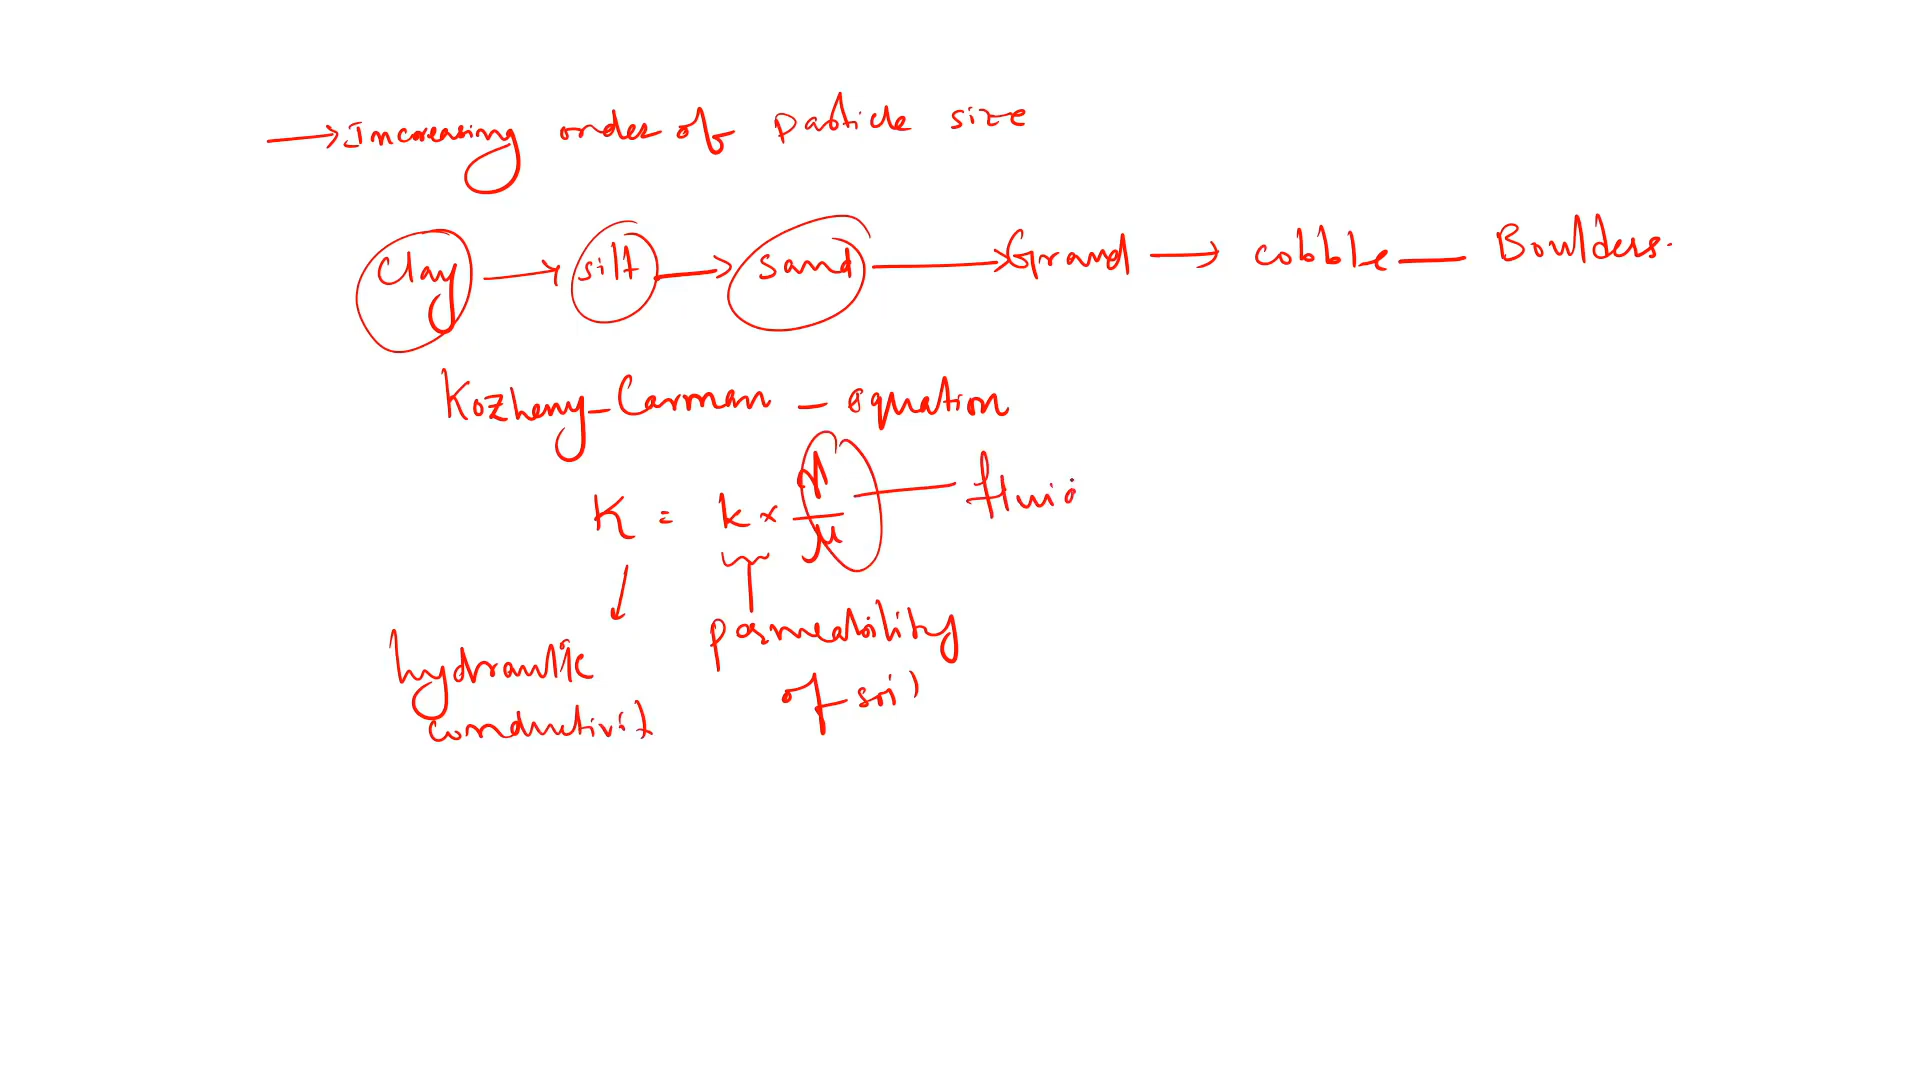 → Increasing order of particle size
clay → silt → sand → Gravel → cobble — Boulders.
Kozheny-Carman - equation
K = k × γ/μ — fluid
permeability
hydraulic
of soil
conductivit